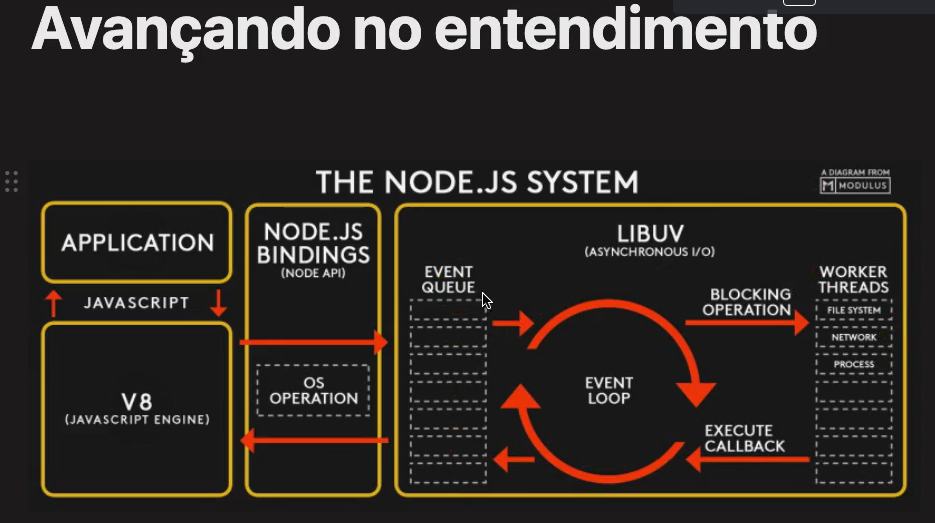 Avançando no entendimento
THE NODE.JS SYSTEM
A DIAGRAM FROM
M MODULUS
APPLICATION
JAVASCRIPT
V8
(JAVASCRIPT ENGINE)
NODE.JS
BINDINGS
(NODE API)
OS
OPERATION
LIBUV
(ASYNCHRONOUS I/O)
EVENT
QUEUE
EVENT
LOOP
BLOCKING
OPERATION
EXECUTE
CALLBACK
WORKER
THREADS
FILE SYSTEM
NETWORK
PROCESS